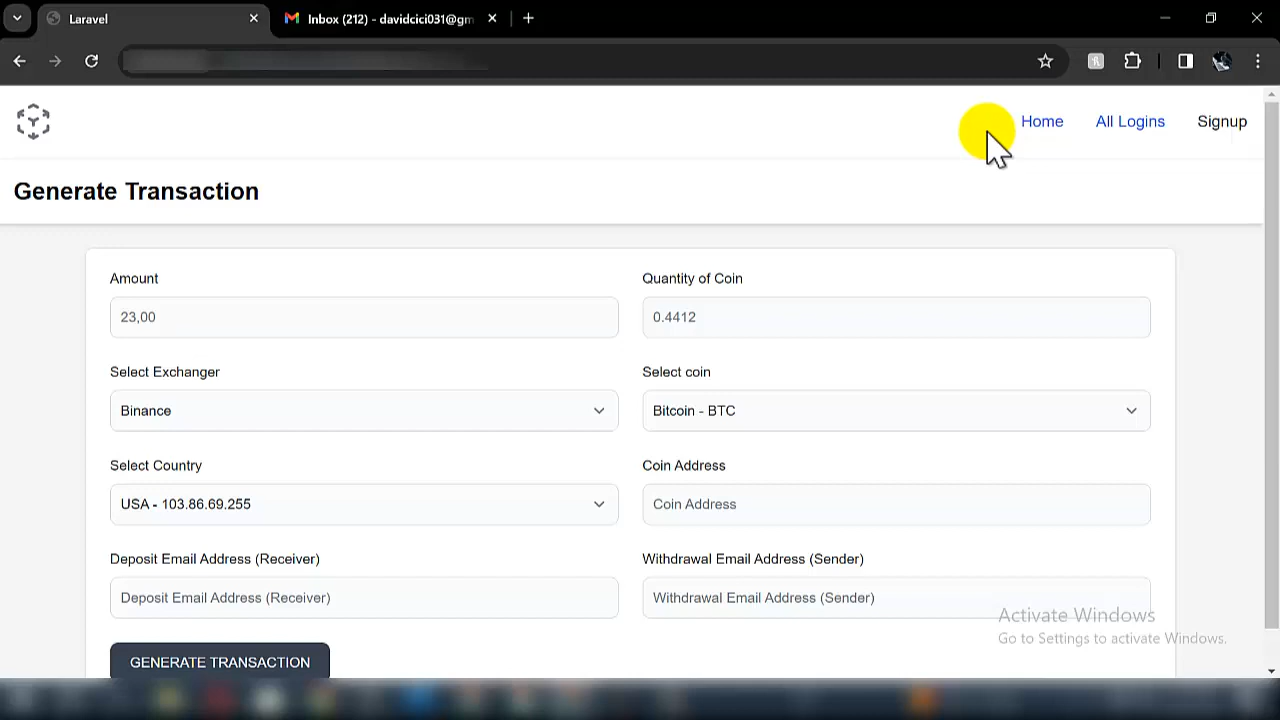 Laravel
Inbox (212) - davidcici031@gm
Home
All Logins
Signup
Generate Transaction
Amount
Quantity of Coin
23,00
0.4412
Select Exchanger
Select coin
Binance
Bitcoin - BTC
Select Country
Coin Address
USA - 103.86.69.255
Coin Address
Deposit Email Address (Receiver)
Withdrawal Email Address (Sender)
Deposit Email Address (Receiver)
Withdrawal Email Address (Sender)
Activate Windows
Go to Settings to activate Windows.
GENERATE TRANSACTION